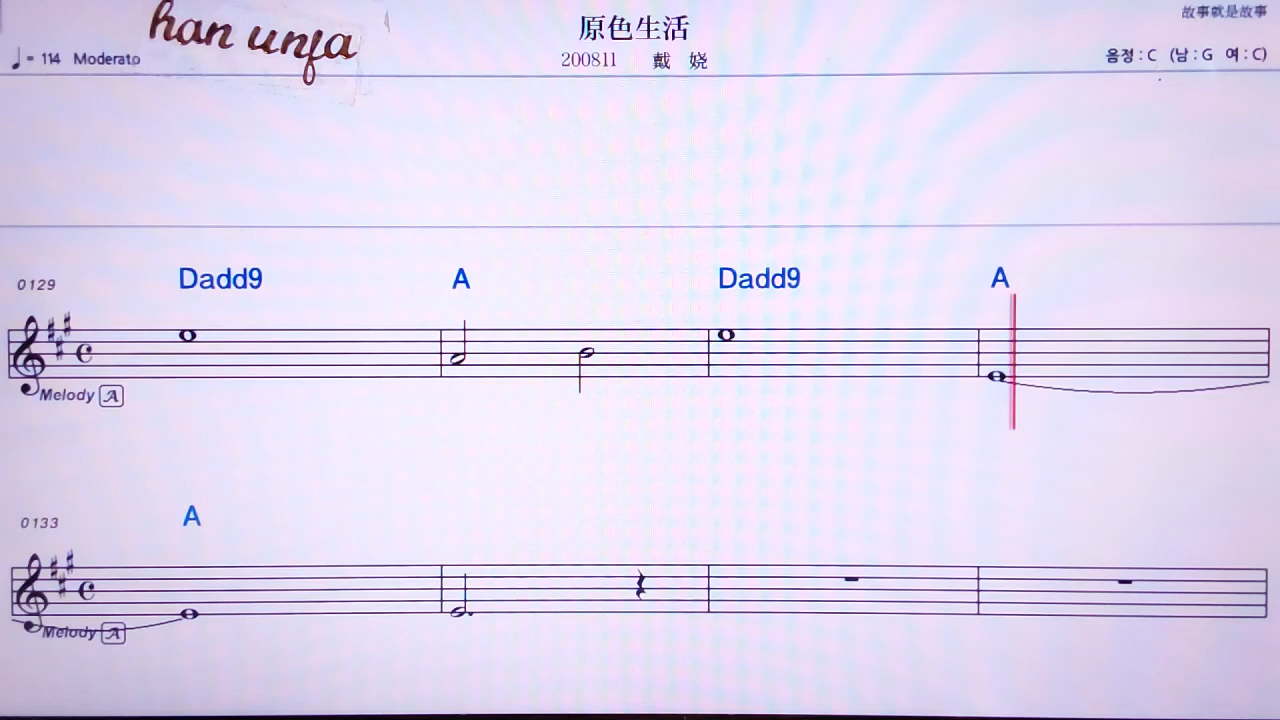 han unfa
原色生活
故事就是故事
♩= 114 Moderato
200811 戴 娆
음정 : C (남 : G 여 : C)
Dadd9 A Dadd9 A
0129
Melody A
A
0133
Melody A